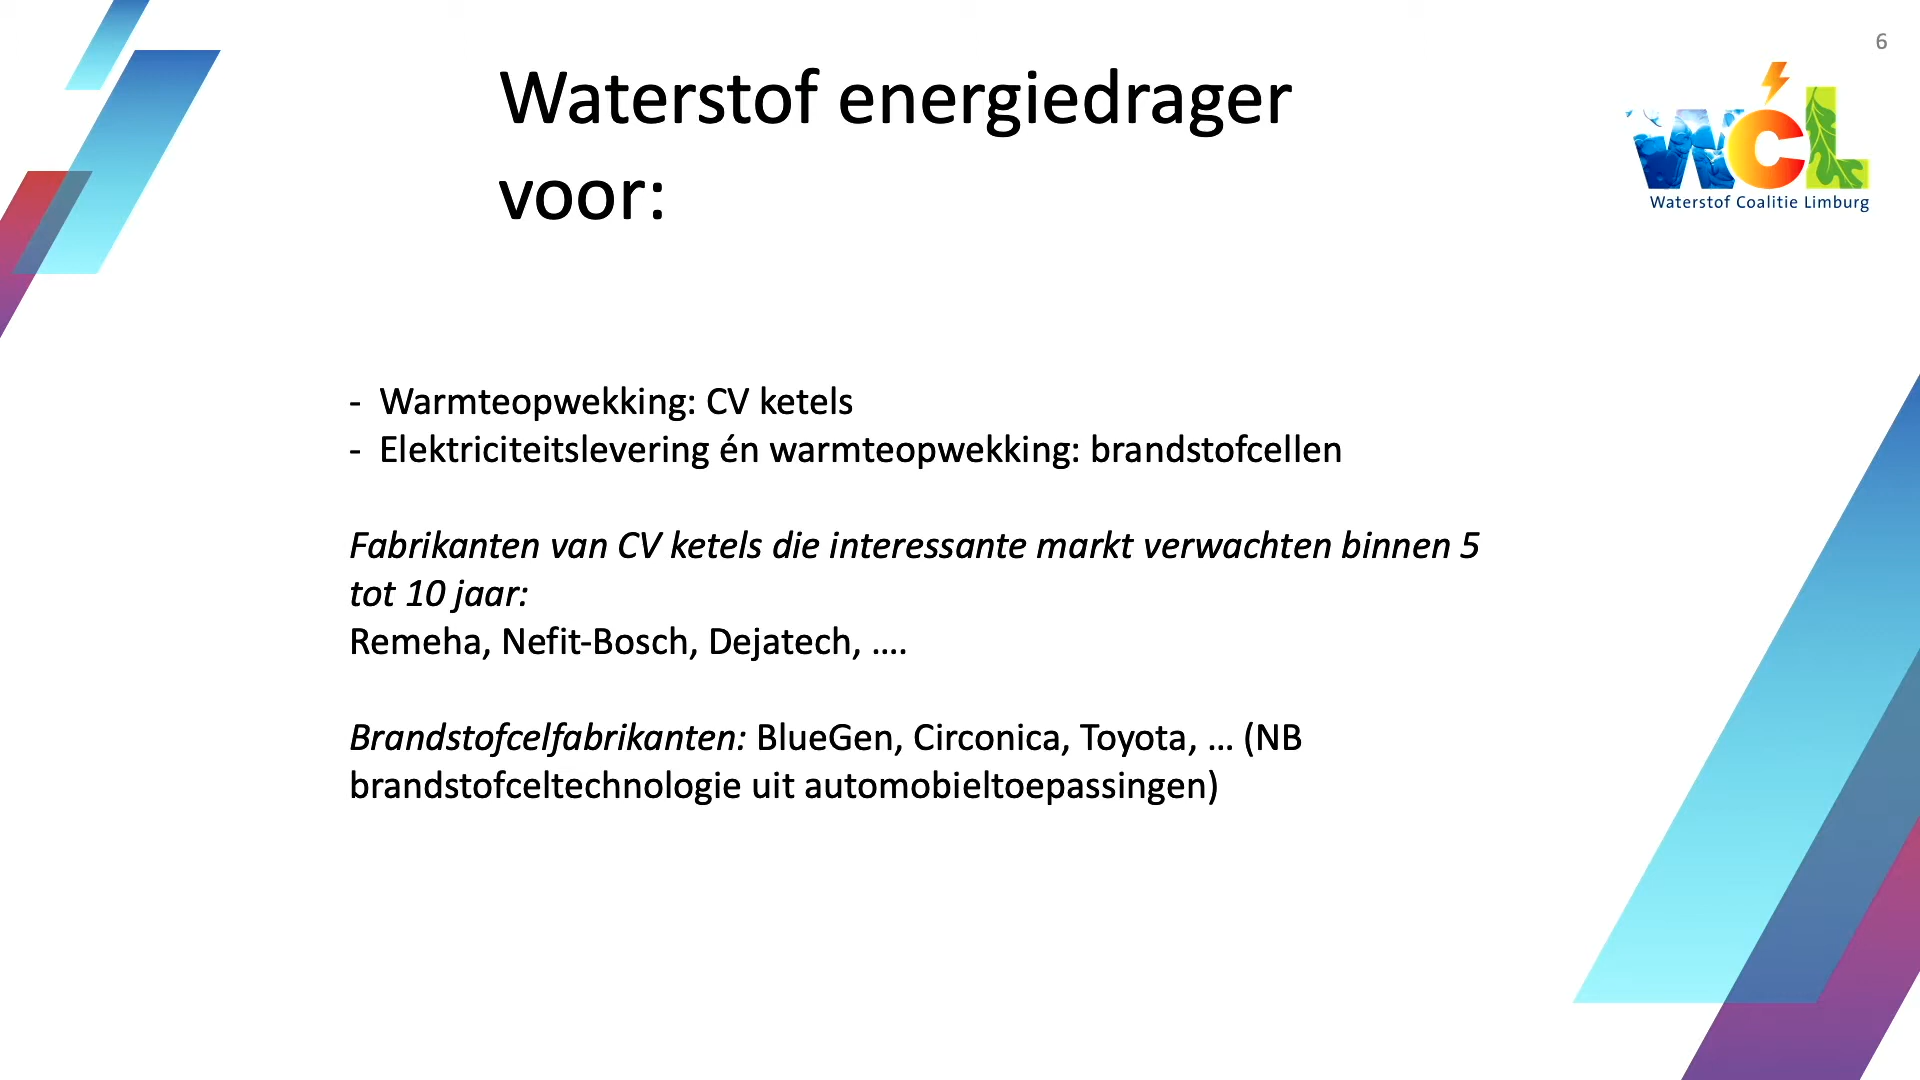 6
Waterstof energiedrager
voor:
WCL
Waterstof Coalitie Limburg
- Warmteopwekking: CV ketels
- Elektriciteitslevering én warmteopwekking: brandstofcellen
Fabrikanten van CV ketels die interessante markt verwachten binnen 5
tot 10 jaar:
Remeha, Nefit-Bosch, Dejatech, ....
Brandstofcelfabrikanten: BlueGen, Circonica, Toyota, ... (NB
brandstofceltechnologie uit automobieltoepassingen)